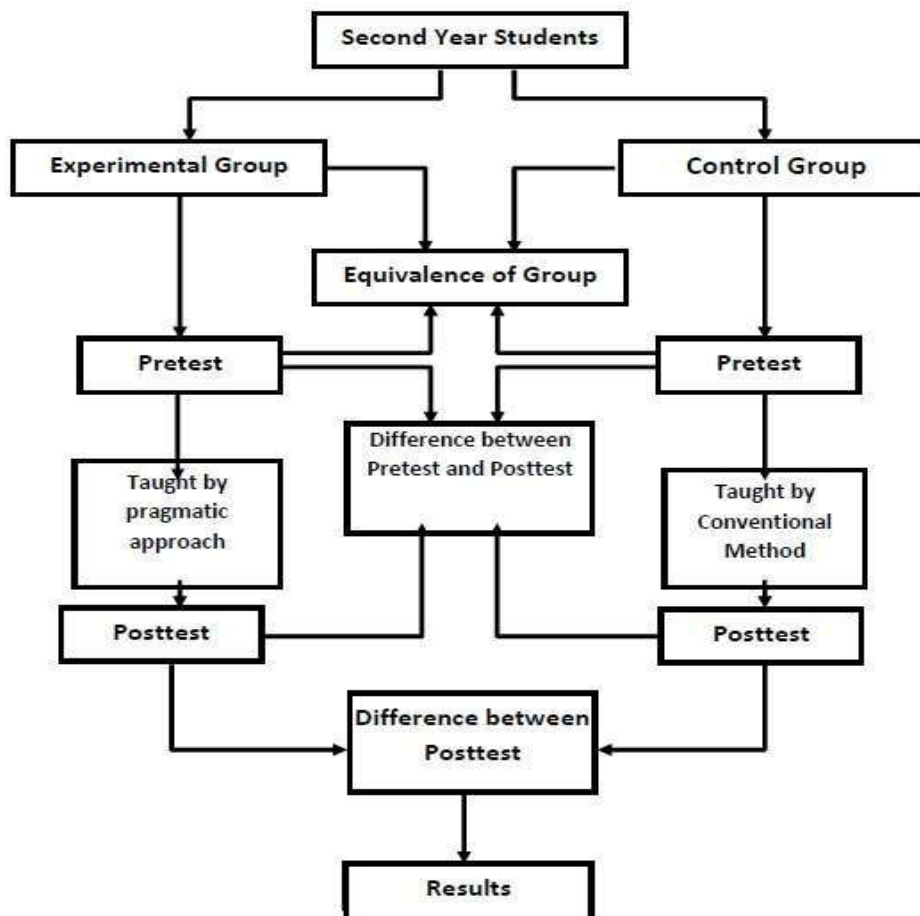 Second Year Students
Experimental Group
Control Group
Equivalence of Group
Pretest
Pretest
Difference between
Pretest and Posttest
Taught by
pragmatic
approach
Taught by
Conventional
Method
Posttest
Posttest
Difference between
Posttest
Results